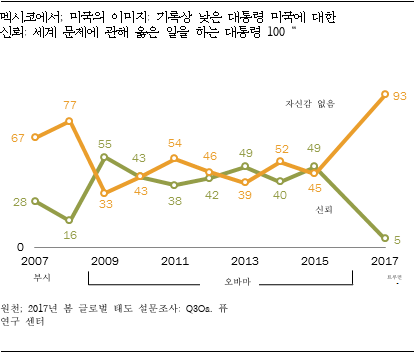 멕시코에서; 미국의 이미지: 기록상 낮은 대통령 미국에 대한
신뢰: 세계 문제에 관해 옳은 일을 하는 대통령 100 "
자신감 없음
67 77 33 43 54 46 39 52 45 93
28 16 55 43 38 42 49 40 49 5
신뢰
0
2007 2009 2011 2013 2015 2017
부시 오바마 트루먼
원천; 2017년 봄 글로벌 태도 설문조사: Q30s. 퓨
연구 센터